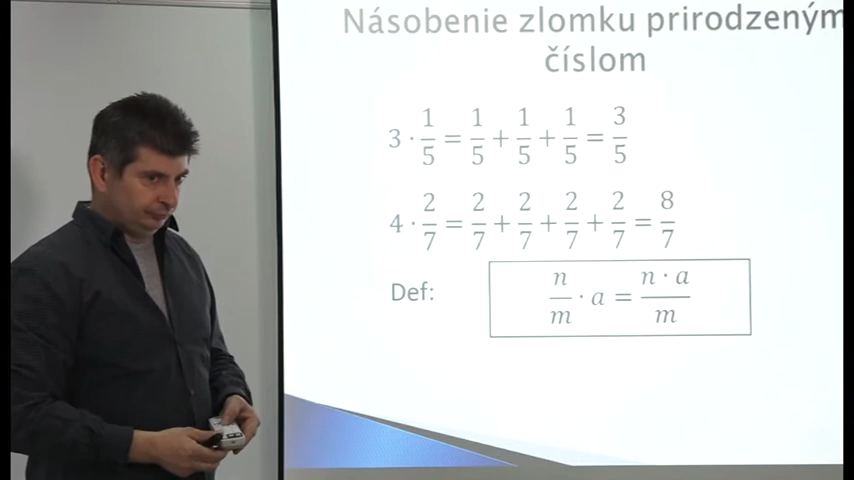 Násobenie zlomku prirodzeným
číslom
3 · 1/5 = 1/5 + 1/5 + 1/5 = 3/5
4 · 2/7 = 2/7 + 2/7 + 2/7 + 2/7 = 8/7
Def: n/m · a = n · a/m